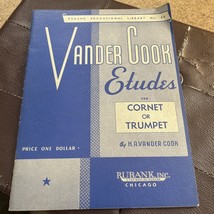 RUBANK EDUCATIONAL LIBRARY No.
VANDER COOK
Etudes
FOR
CORNET
OR
TRUMPET
PRICE ONE DOLLAR
By H.A. VANDER COOK
RUBANK, INC.
CHICAGO